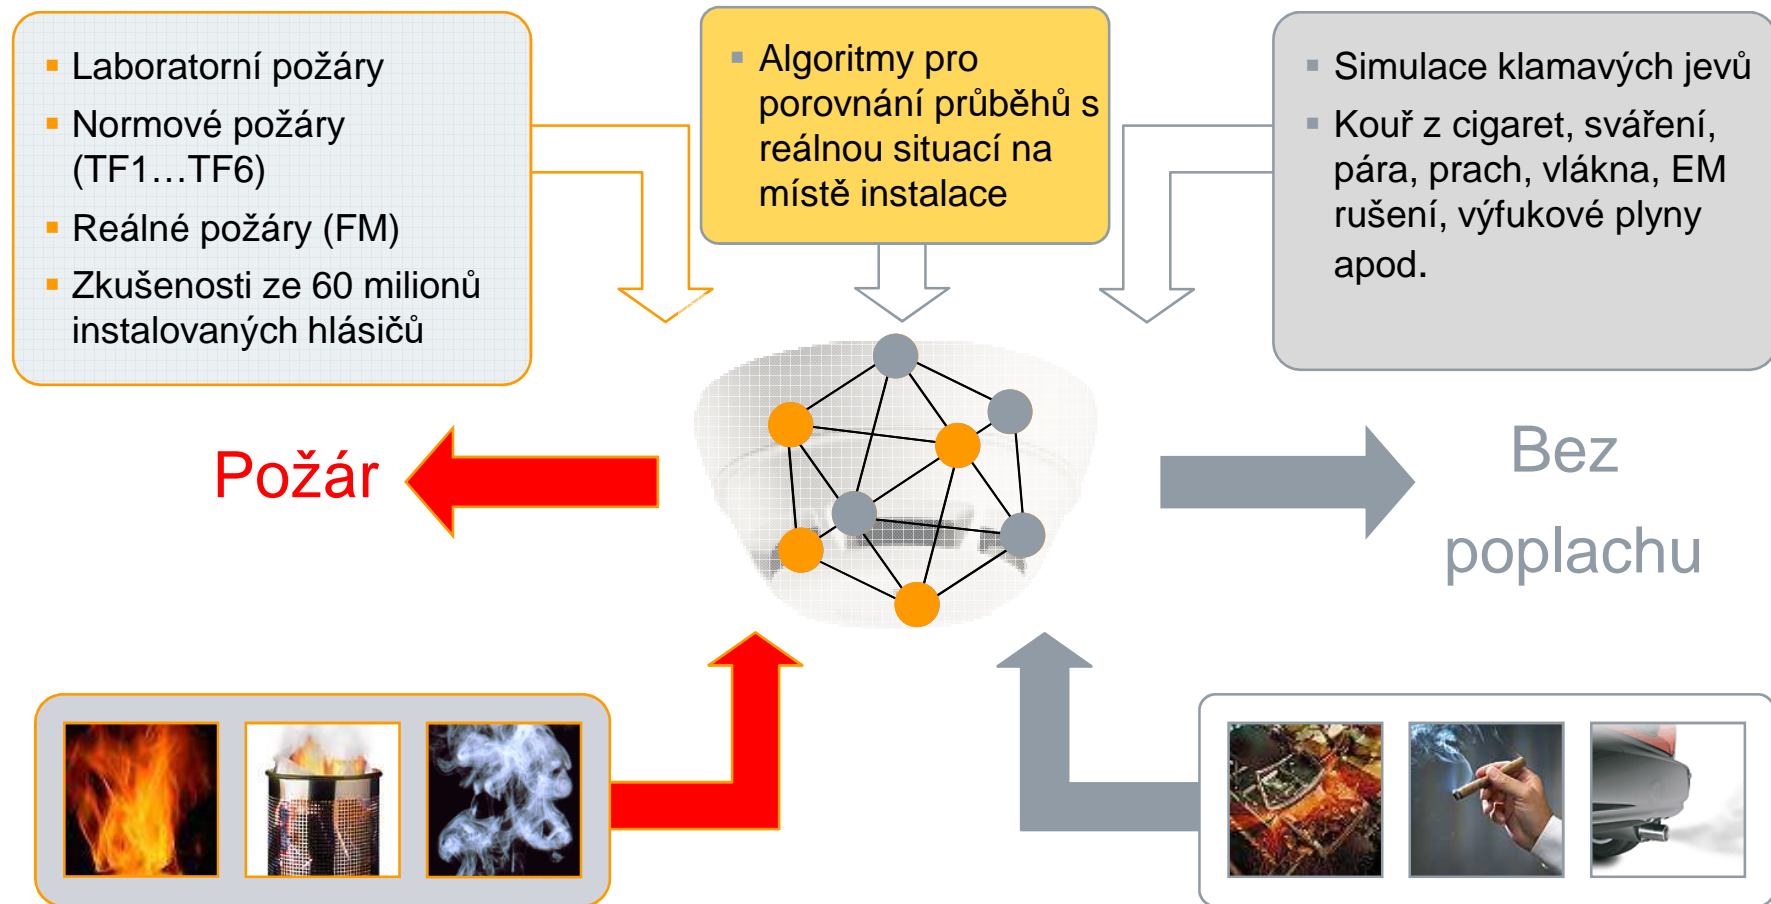 Laboratorní požáry
Normové požáry
(TF1…TF6)
Reálné požáry (FM)
Zkušenosti ze 60 milionů
instalovaných hlásičů
Algoritmy pro
porovnání průběhů s
reálnou situací na
místě instalace
Simulace klamavých jevů
Kouř z cigaret, sváření,
pára, prach, vlákna, EM
rušení, výfukové plyny
apod.
Požár
Bez
poplachu